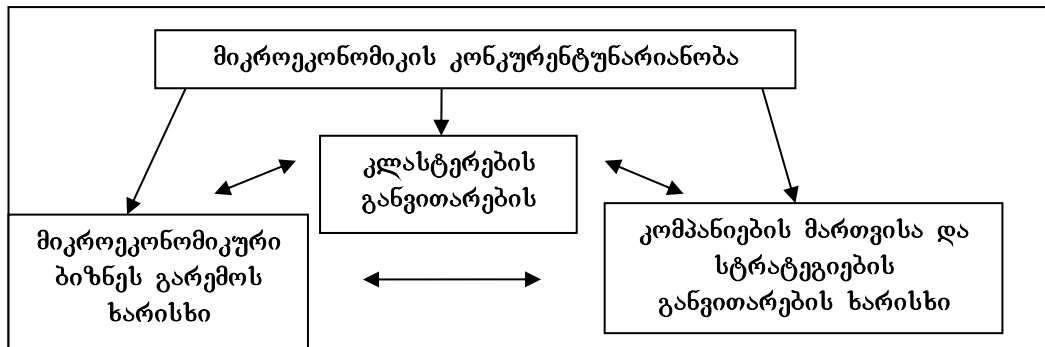 მიკროეკონომიკის კონკურენტუნარიანობა
კლასტერების
განვითარების
მიკროეკონომიკური
ბიზნეს გარემოს
ხარისხი
კომპანიების მართვისა და
სტრატეგიების
განვითარების ხარისხი